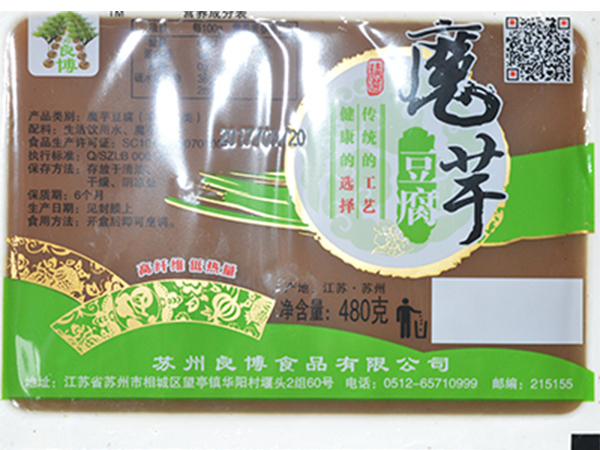 TM
营养成分表
良博
魔芋
豆腐
传统的工艺
健康的选择
产品类别：魔芋豆腐
配料：生活饮用水、魔芋
食品生产许可证：SC10
执行标准：Q/SZLB 000
保存方法：存放于清洁、
干燥、阴凉处
保质期：6个月
生产日期：见封膜上
食用方法：开盒后即可烹调。
高纤维 低热量
产地：江苏·苏州
净含量：480克
苏州良博食品有限公司
地址：江苏省苏州市相城区望亭镇华阳村堰头2组60号 电话：0512-65710999 邮编：215155